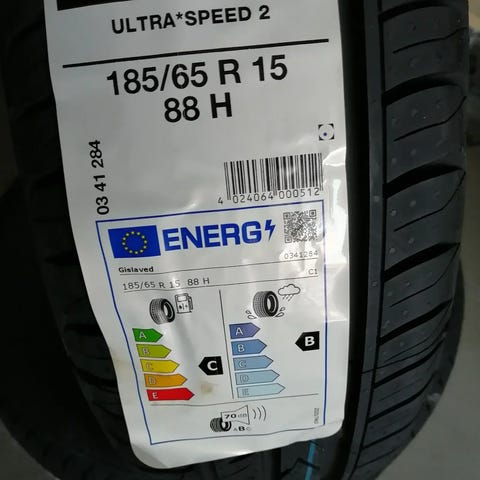 ULTRA*SPEED 2
185/65 R 15
88 H
03 41 284
4 024064 000512
ENERG
Gislaved
0341284
185/65 R 15 88 H
C1
A
B
C
D
E
C
A
B
C
D
E
B
70 dB
ABC